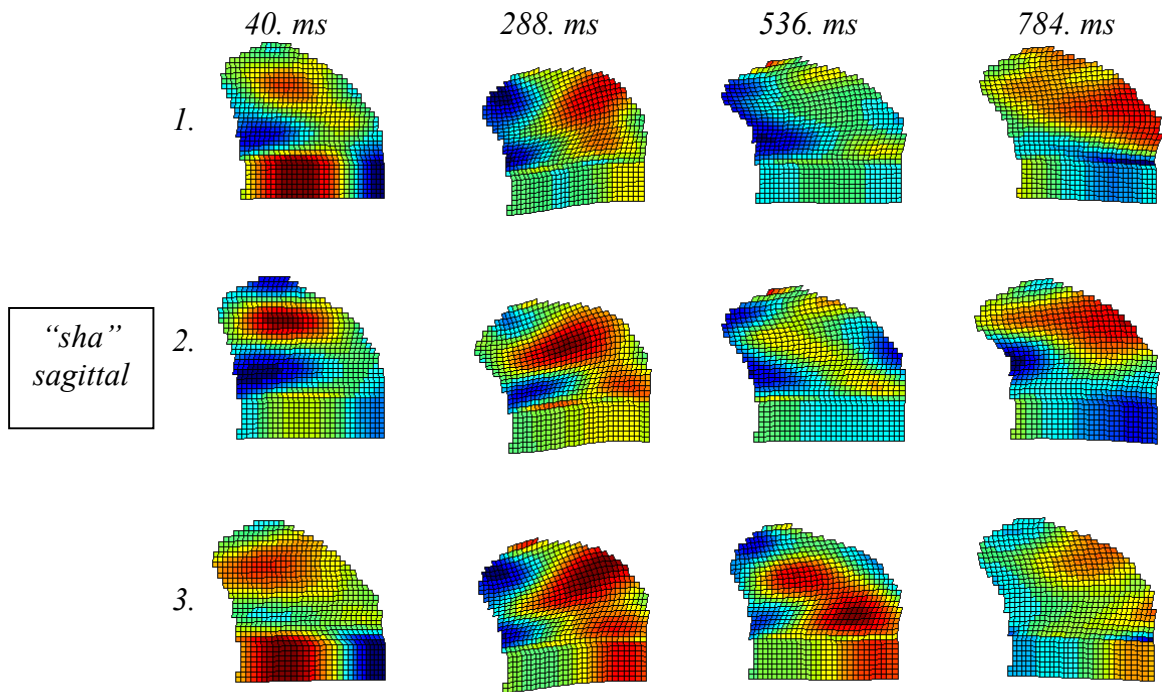 40. ms 288. ms 536. ms 784. ms
1.
“sha”
sagittal
2.
3.